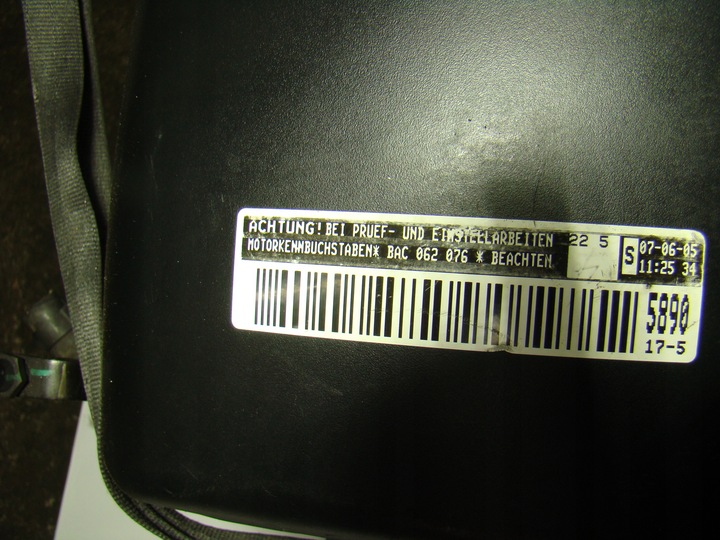 ACHTUNG! BEI PRUEF- UND EINSTELLARBEITEN 22 5
MOTORKENNBUCHSTABEN* BAC 062 076 * BEACHTEN
S
07-06-05
11:25 34
5890
17-5